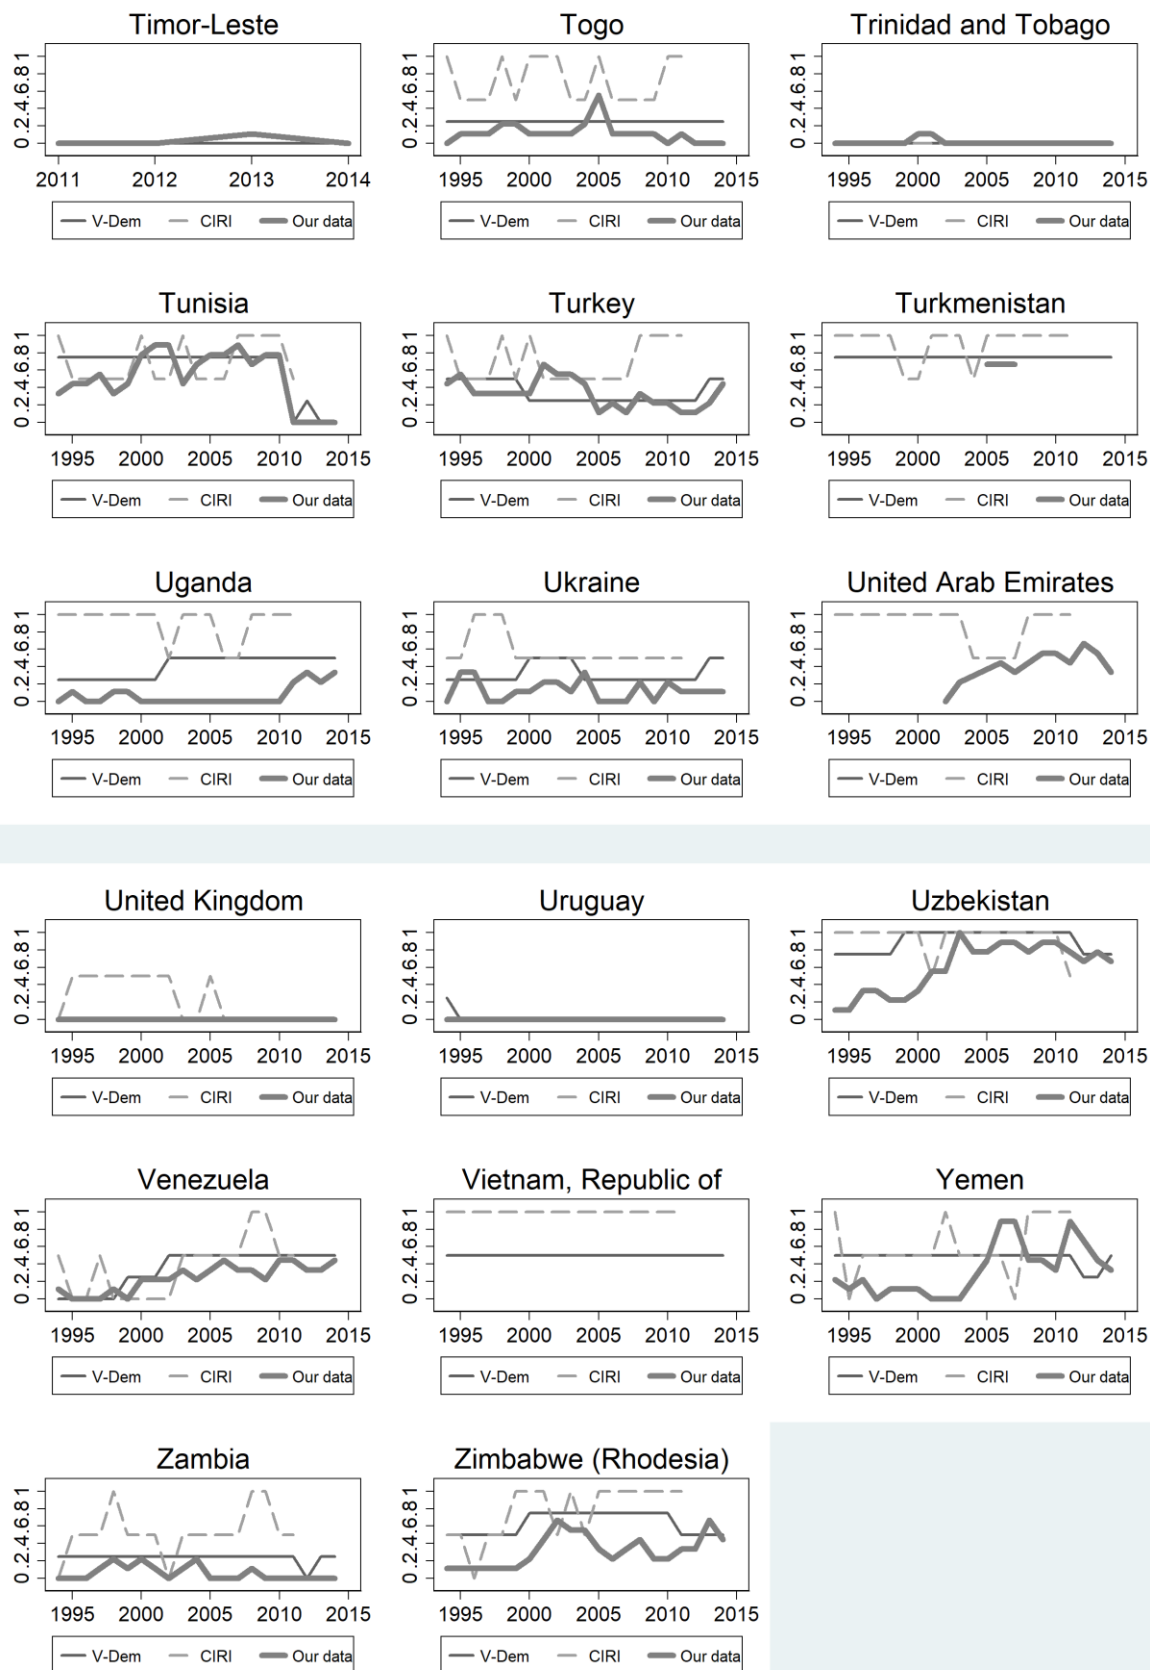 Timor-Leste Togo Trinidad and Tobago
0 .2 .4 .6 .8 1 0 .2 .4 .6 .8 1 0 .2 .4 .6 .8 1
2011 2012 2013 2014 1995 2000 2005 2010 2015 1995 2000 2005 2010 2015
V-Dem CIRI Our data V-Dem CIRI Our data V-Dem CIRI Our data
Tunisia Turkey Turkmenistan
0 .2 .4 .6 .8 1 0 .2 .4 .6 .8 1 0 .2 .4 .6 .8 1
1995 2000 2005 2010 2015 1995 2000 2005 2010 2015 1995 2000 2005 2010 2015
V-Dem CIRI Our data V-Dem CIRI Our data V-Dem CIRI Our data
Uganda Ukraine United Arab Emirates
0 .2 .4 .6 .8 1 0 .2 .4 .6 .8 1 0 .2 .4 .6 .8 1
1995 2000 2005 2010 2015 1995 2000 2005 2010 2015 1995 2000 2005 2010 2015
V-Dem CIRI Our data V-Dem CIRI Our data V-Dem CIRI Our data
United Kingdom Uruguay Uzbekistan
0 .2 .4 .6 .8 1 0 .2 .4 .6 .8 1 0 .2 .4 .6 .8 1
1995 2000 2005 2010 2015 1995 2000 2005 2010 2015 1995 2000 2005 2010 2015
V-Dem CIRI Our data V-Dem CIRI Our data V-Dem CIRI Our data
Venezuela Vietnam, Republic of Yemen
0 .2 .4 .6 .8 1 0 .2 .4 .6 .8 1 0 .2 .4 .6 .8 1
1995 2000 2005 2010 2015 1995 2000 2005 2010 2015 1995 2000 2005 2010 2015
V-Dem CIRI Our data V-Dem CIRI Our data V-Dem CIRI Our data
Zambia Zimbabwe (Rhodesia)
0 .2 .4 .6 .8 1 0 .2 .4 .6 .8 1
1995 2000 2005 2010 2015 1995 2000 2005 2010 2015
V-Dem CIRI Our data V-Dem CIRI Our data